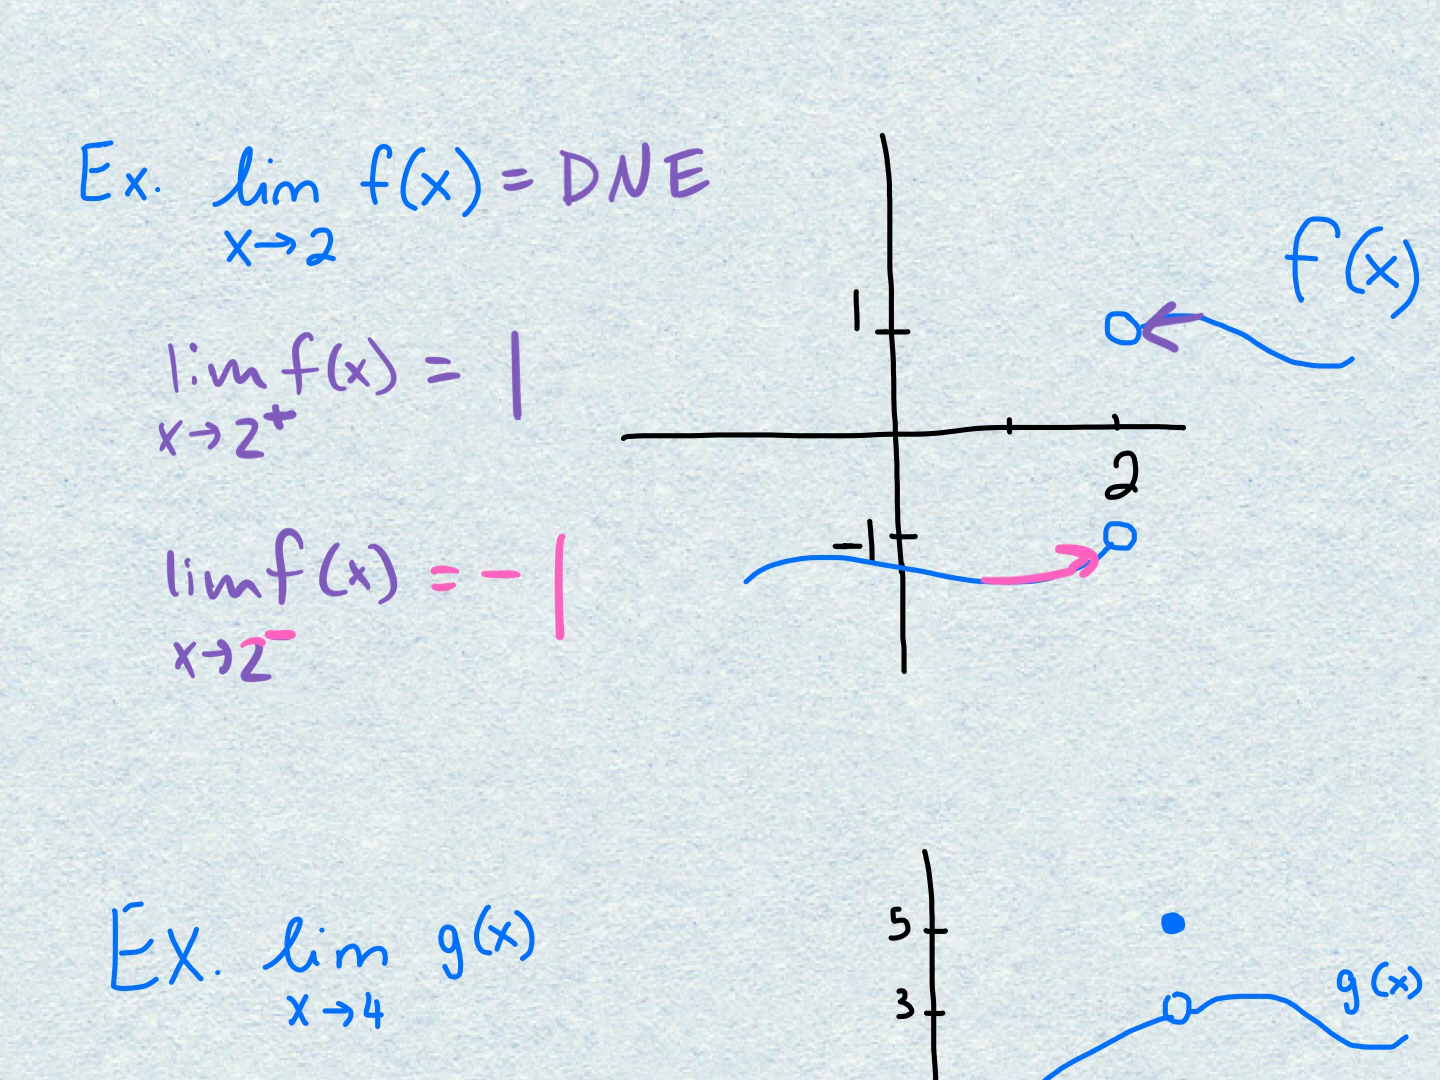 Ex. lim f(x) = DNE
x→2
f(x)
1
lim f(x) = 1
x→2⁺
2
-1
lim f(x) = -1
x→2⁻
5
Ex. lim g(x)
x→4
g(x)
3